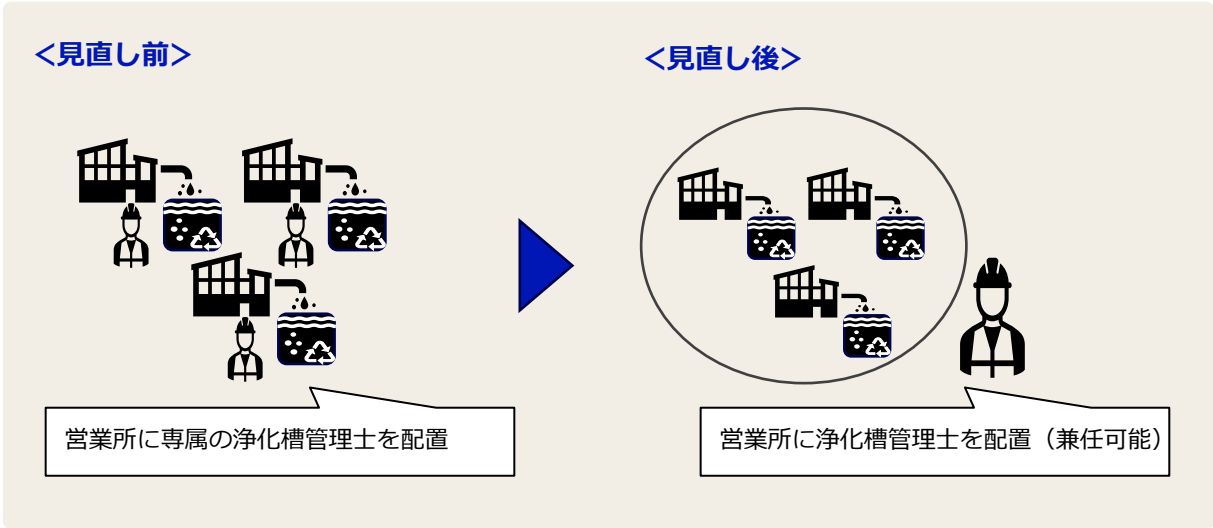 ＜見直し前＞
＜見直し後＞
営業所に専属の浄化槽管理士を配置
営業所に浄化槽管理士を配置（兼任可能）